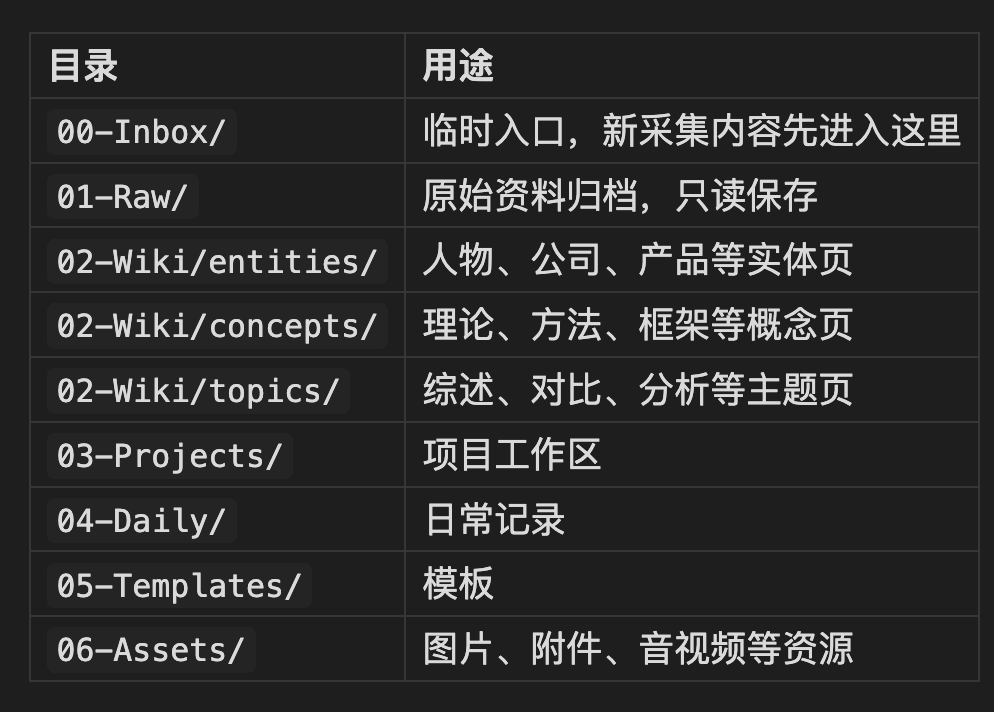 目录 用途
00-Inbox/ 临时入口，新采集内容先进入这里
01-Raw/ 原始资料归档，只读保存
02-Wiki/entities/ 人物、公司、产品等实体页
02-Wiki/concepts/ 理论、方法、框架等概念页
02-Wiki/topics/ 综述、对比、分析等主题页
03-Projects/ 项目工作区
04-Daily/ 日常记录
05-Templates/ 模板
06-Assets/ 图片、附件、音视频等资源